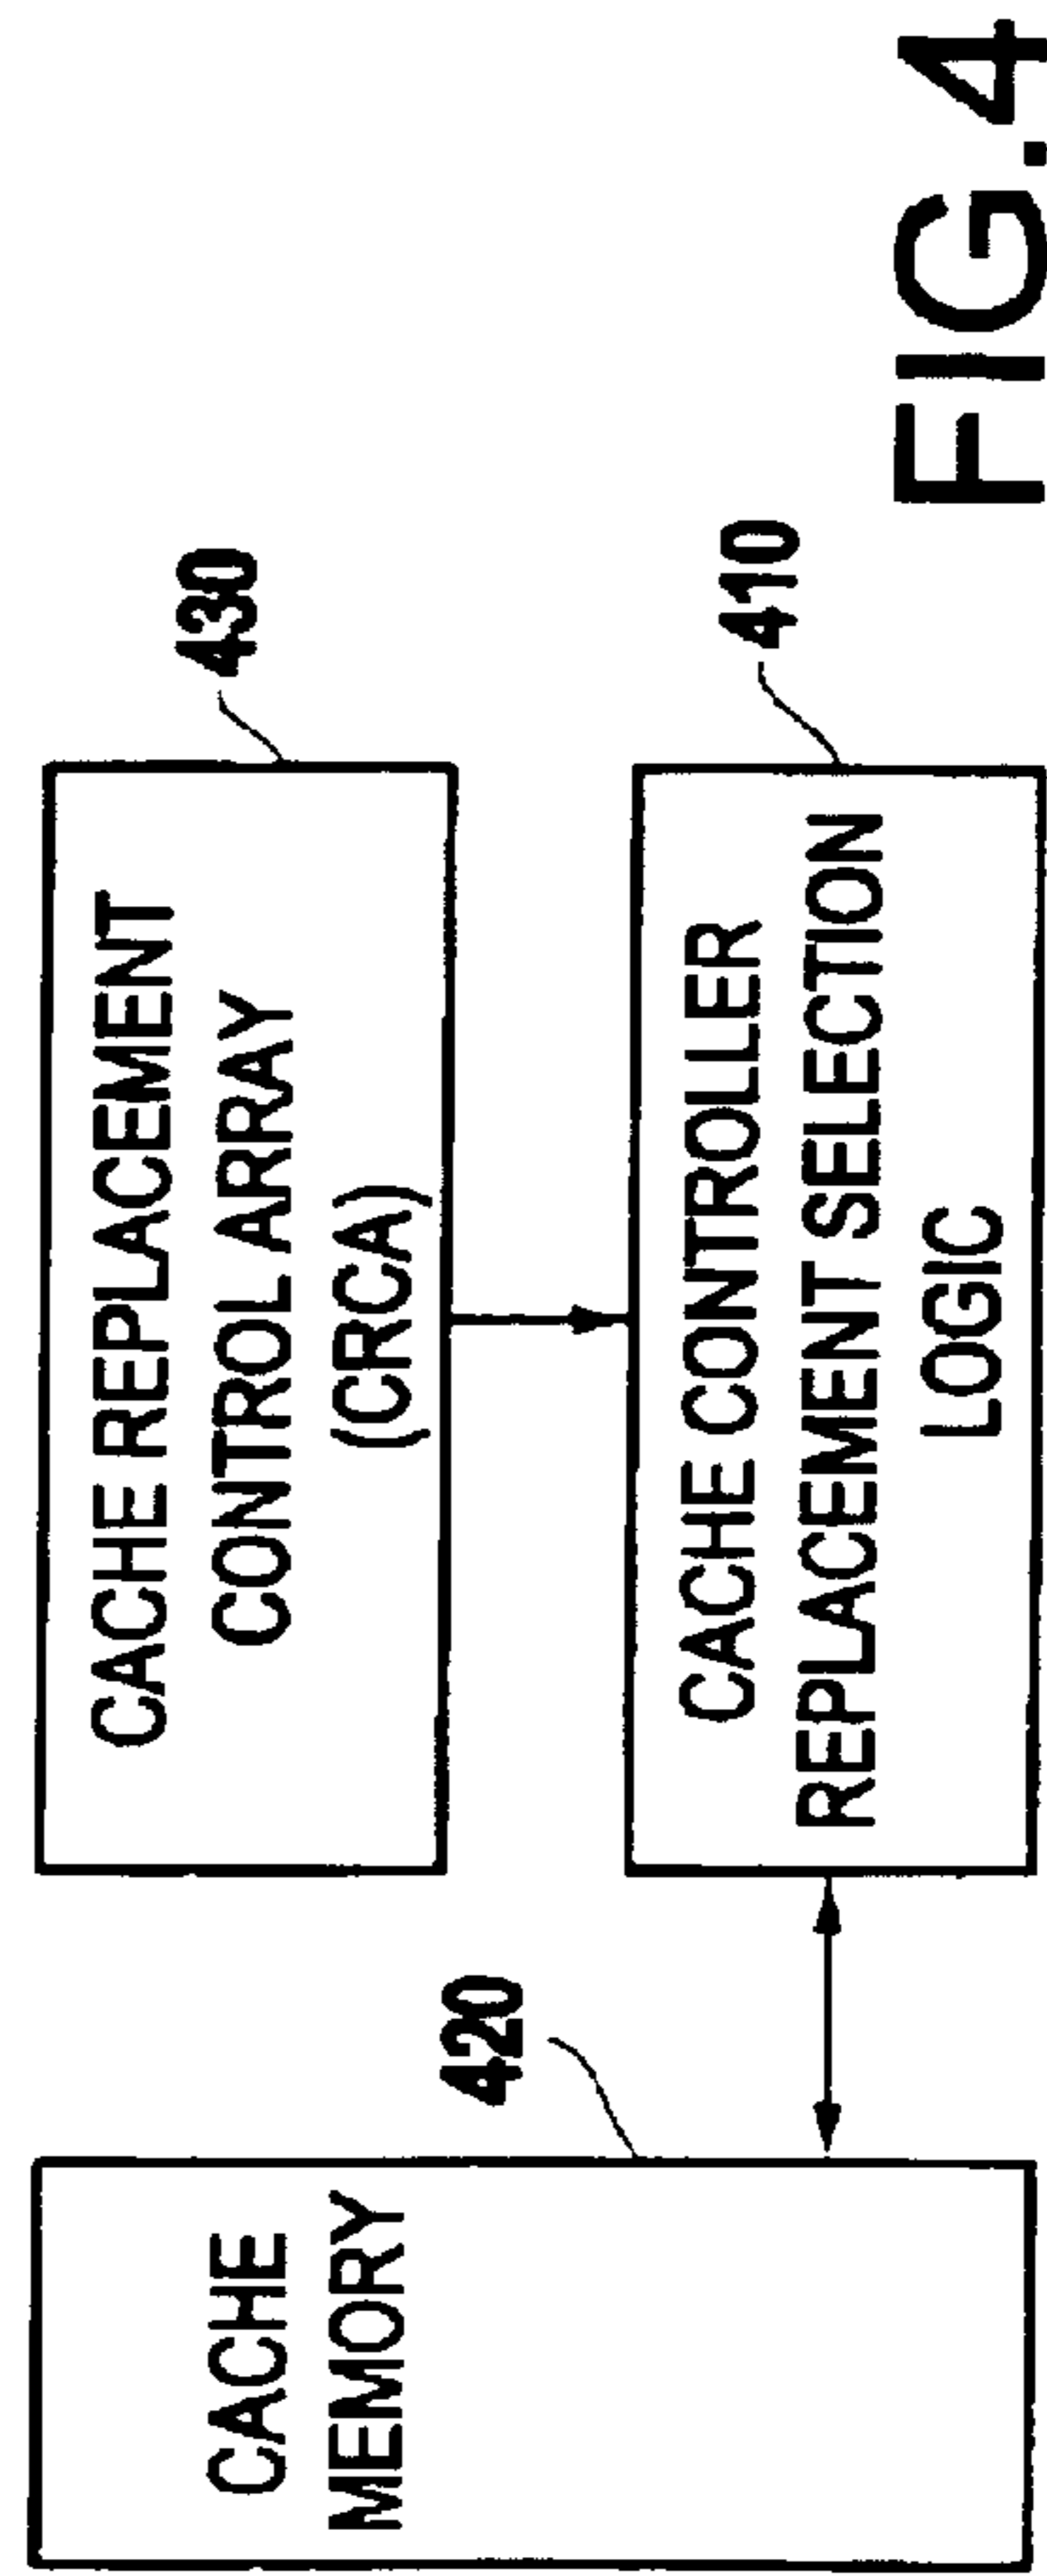 430
CACHE REPLACEMENT
CONTROL ARRAY
(CRCA)
420
CACHE
MEMORY
410
CACHE CONTROLLER
REPLACEMENT SELECTION
LOGIC
FIG.4